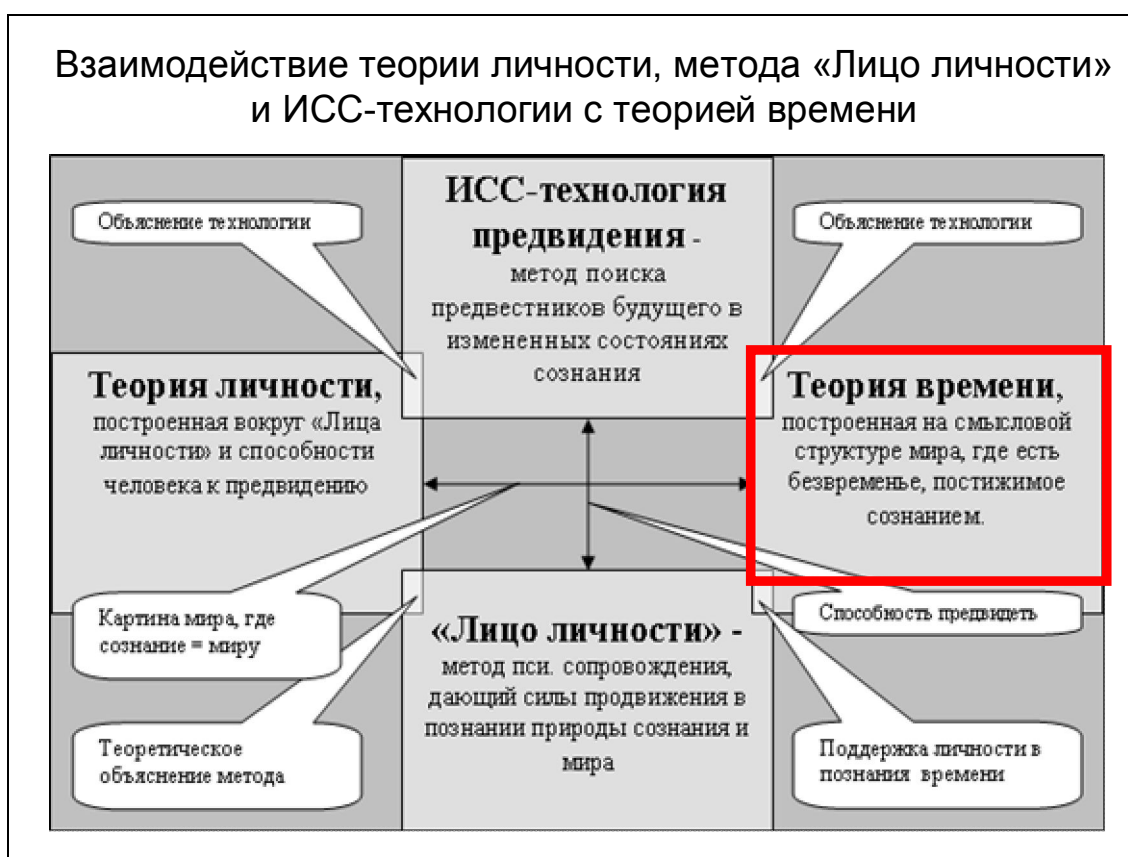 Взаимодействие теории личности, метода «Лицо личности»
и ИСС-технологии с теорией времени
Объяснение технологии
ИСС-технология
предвидения -
метод поиска
предвестников будущего в
измененных состояниях
сознания
Объяснение технологии
Теория личности,
построенная вокруг «Лица
личности» и способности
человека к предвидению
Теория времени,
построенная на смысловой
структуре мира, где есть
безвременье, постижимое
сознанием.
Картина мира, где
сознание = миру
Способность предвидеть
«Лицо личности» -
метод пси. сопровождения,
дающий силы продвижения в
познании природы сознания и
мира
Теоретическое
объяснение метода
Поддержка личности в
познания времени